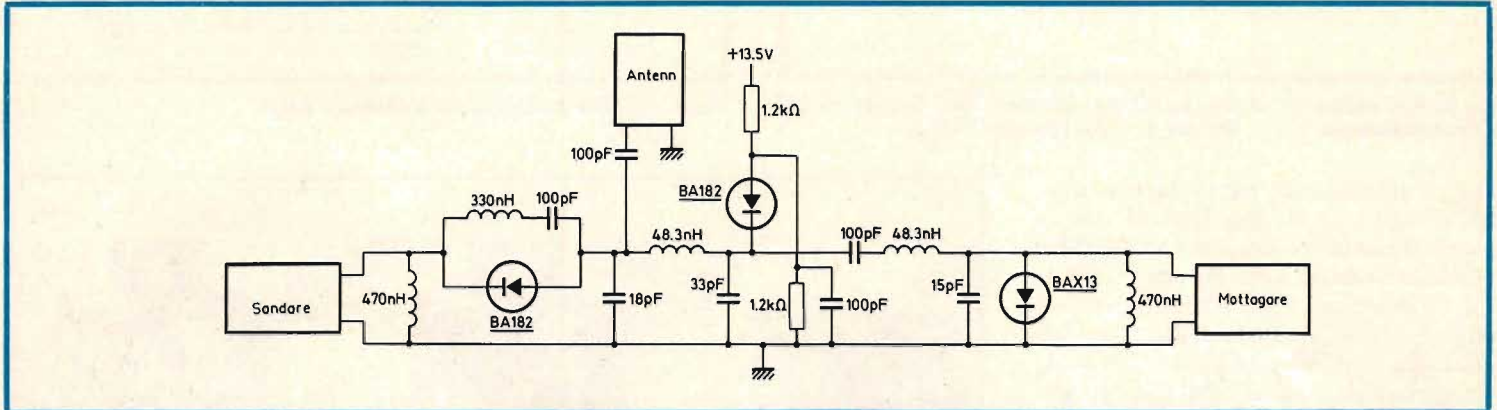 +13.5V
Antenn
1.2kΩ
100pF
BA182
330nH
100pF
48.3nH
100pF
48.3nH
Sändare
470nH
BA182
18pF
33pF
1.2kΩ
100pF
15pF
BAX13
470nH
Mottagare